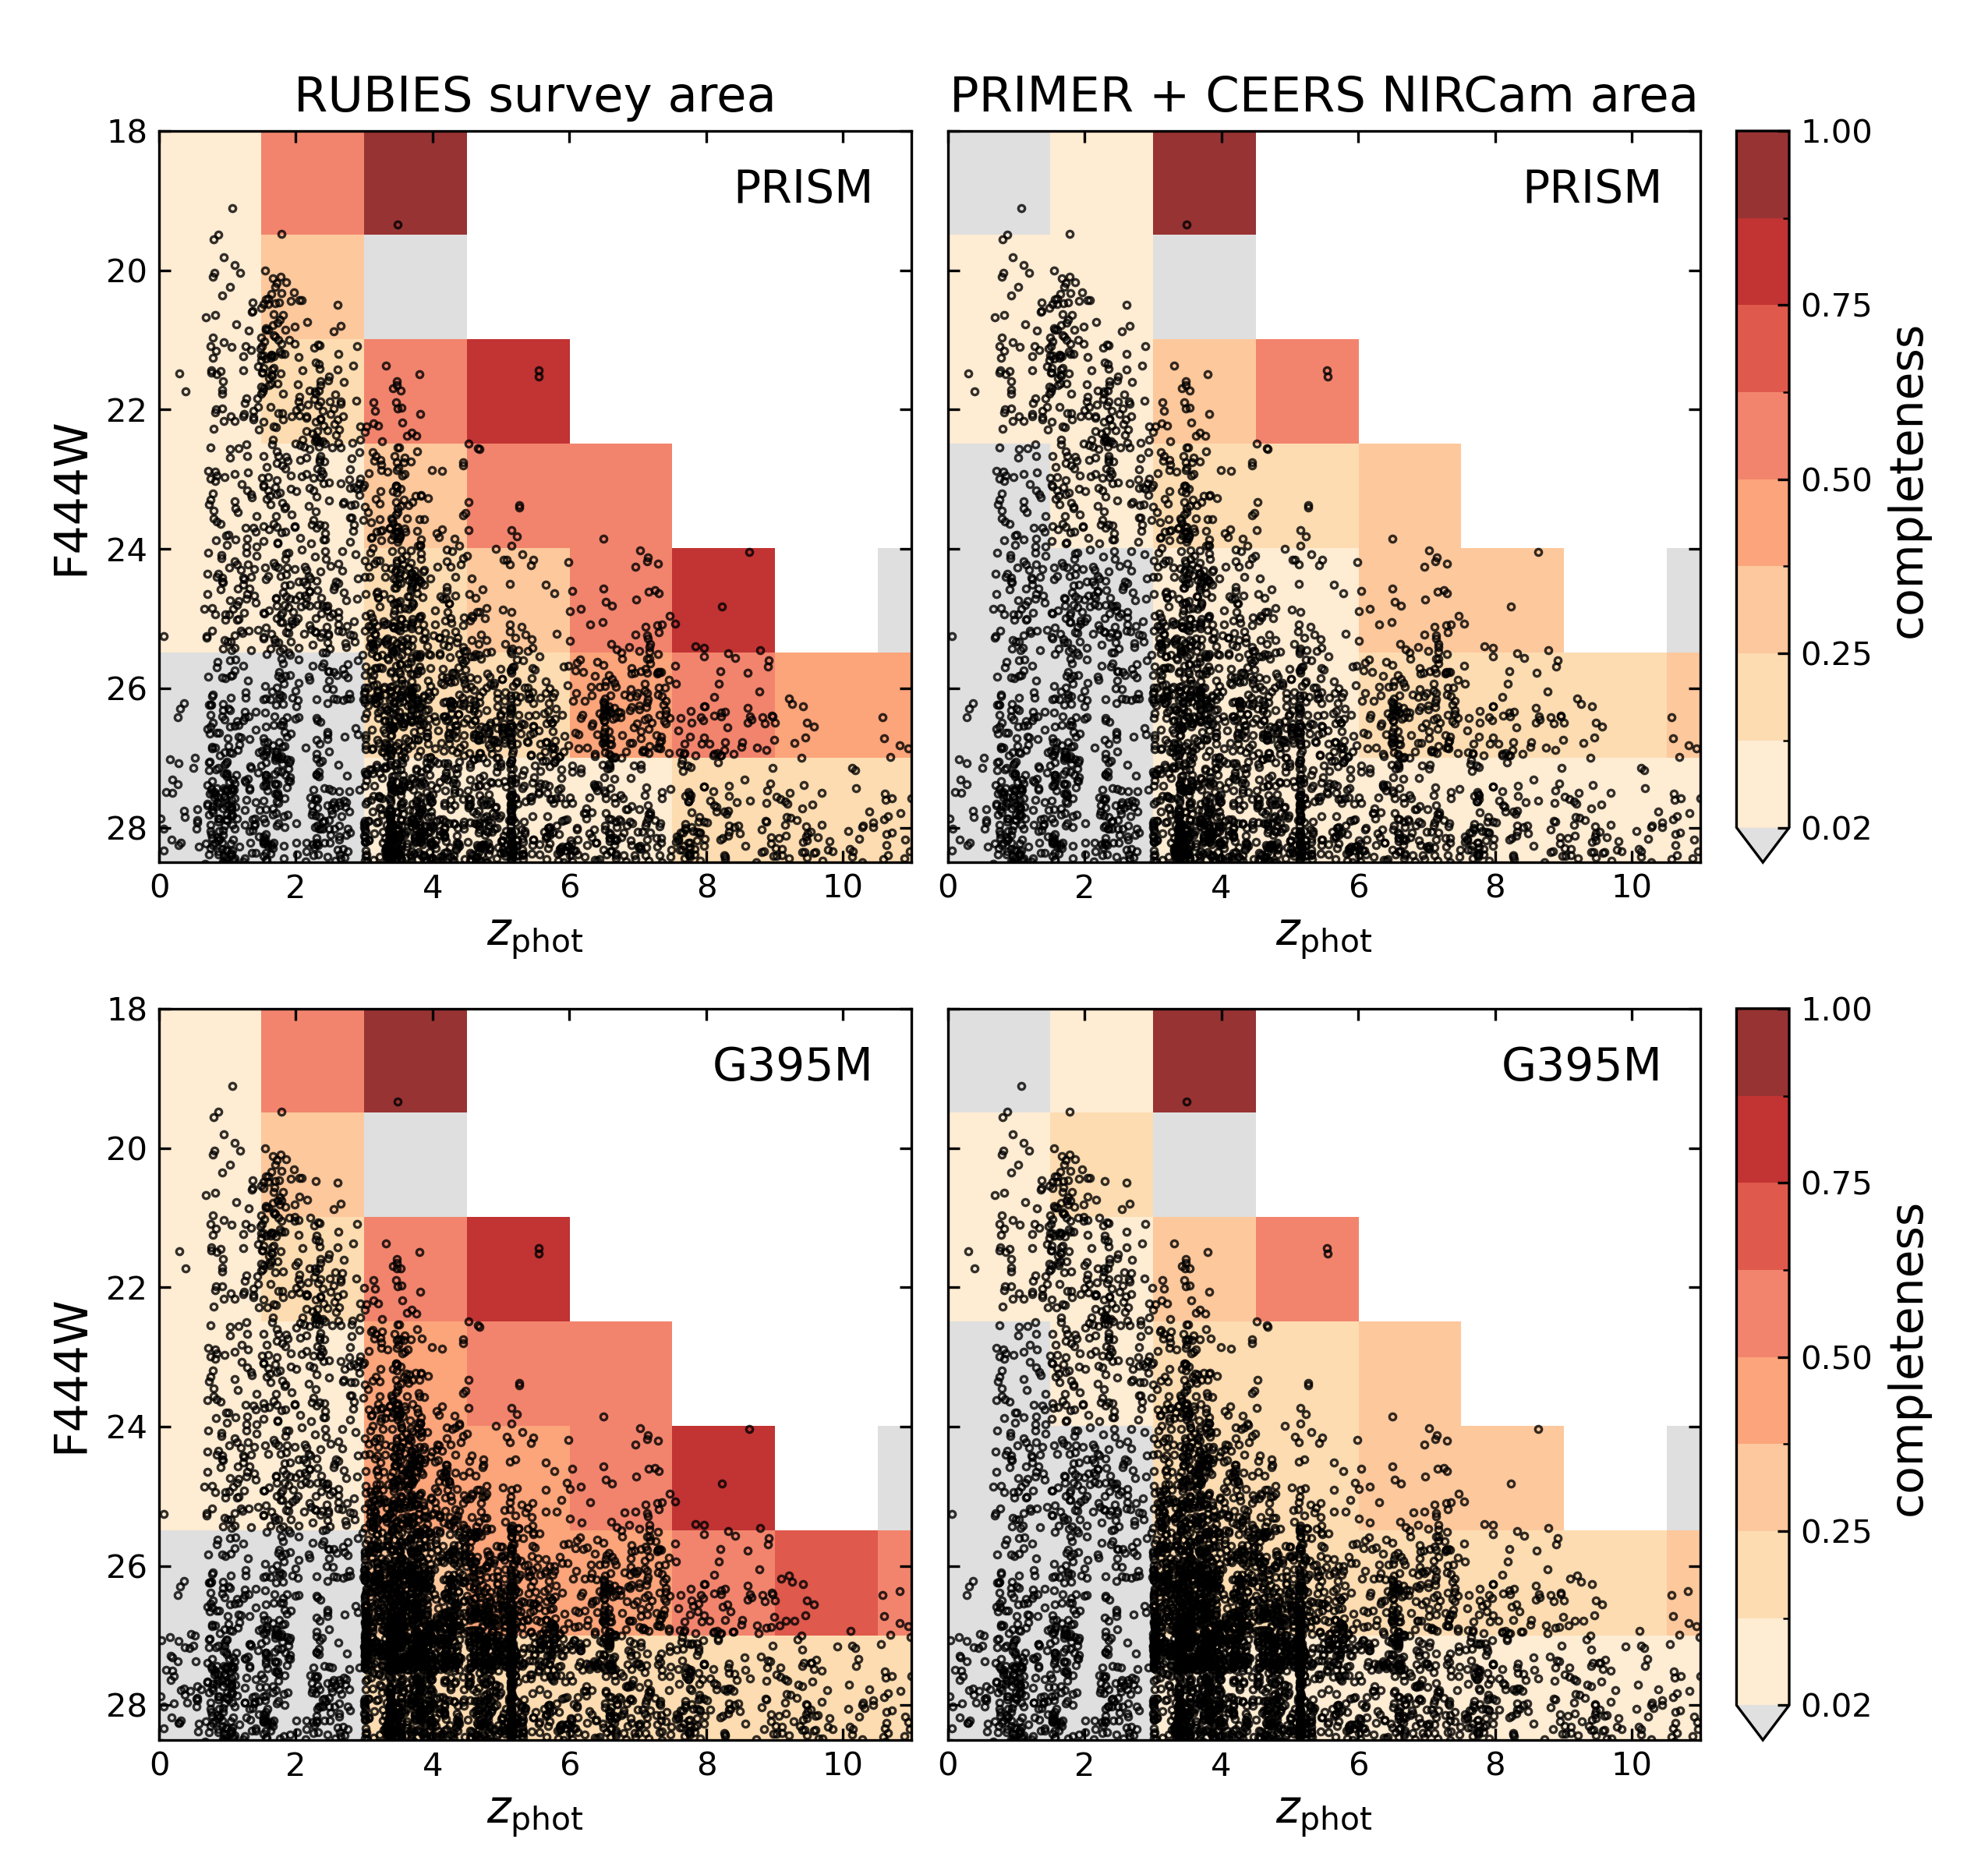 RUBIES survey area
PRIMER + CEERS NIRCam area
18
20
22
24
26
28
F444W
PRISM
PRISM
1.00
0.75
0.50
0.25
0.02
completeness
0 2 4 6 8 10
0 2 4 6 8 10
zphot
zphot
18
20
22
24
26
28
F444W
G395M
G395M
1.00
0.75
0.50
0.25
0.02
completeness
0 2 4 6 8 10
0 2 4 6 8 10
zphot
zphot